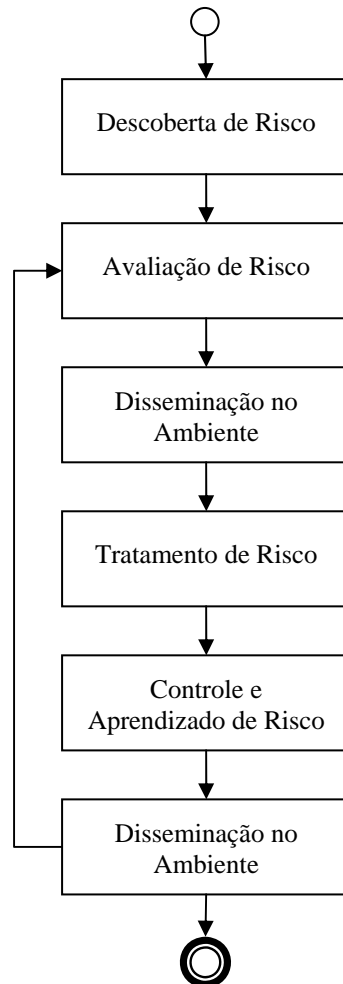 Descoberta de Risco
Avaliação de Risco
Disseminação no
Ambiente
Tratamento de Risco
Controle e
Aprendizado de Risco
Disseminação no
Ambiente